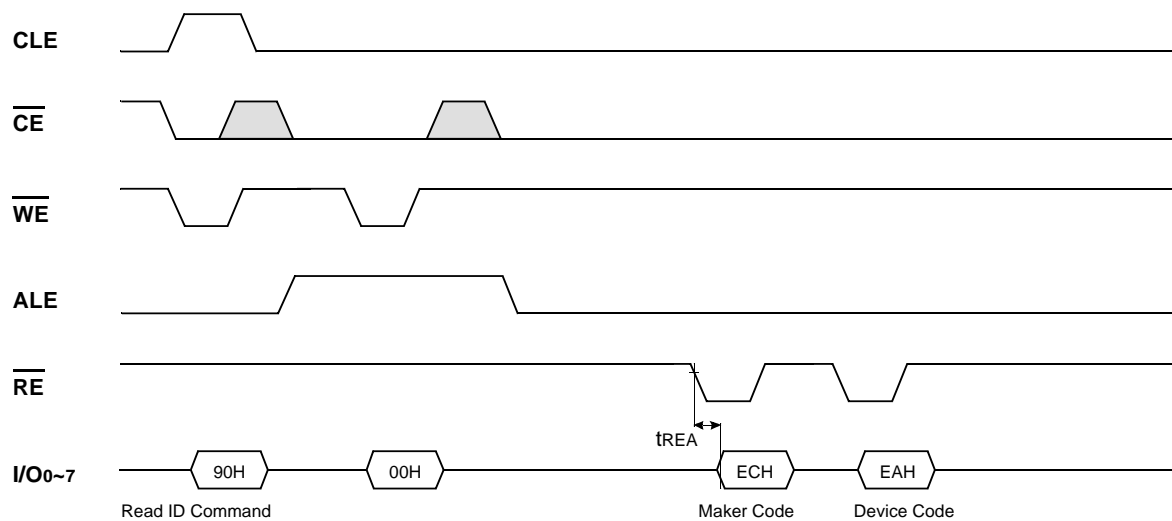 CLE
CE
WE
ALE
RE
tREA
I/O0~7 90H 00H ECH EAH
Read ID Command Maker Code Device Code